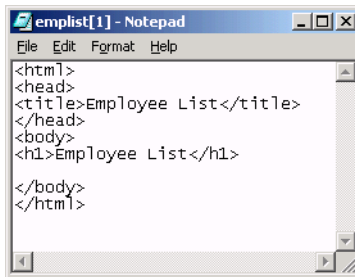 emplist[1] - Notepad
File Edit Format Help
<html>
<head>
<title>Employee List</title>
</head>
<body>
<h1>Employee List</h1>
</body>
</html>